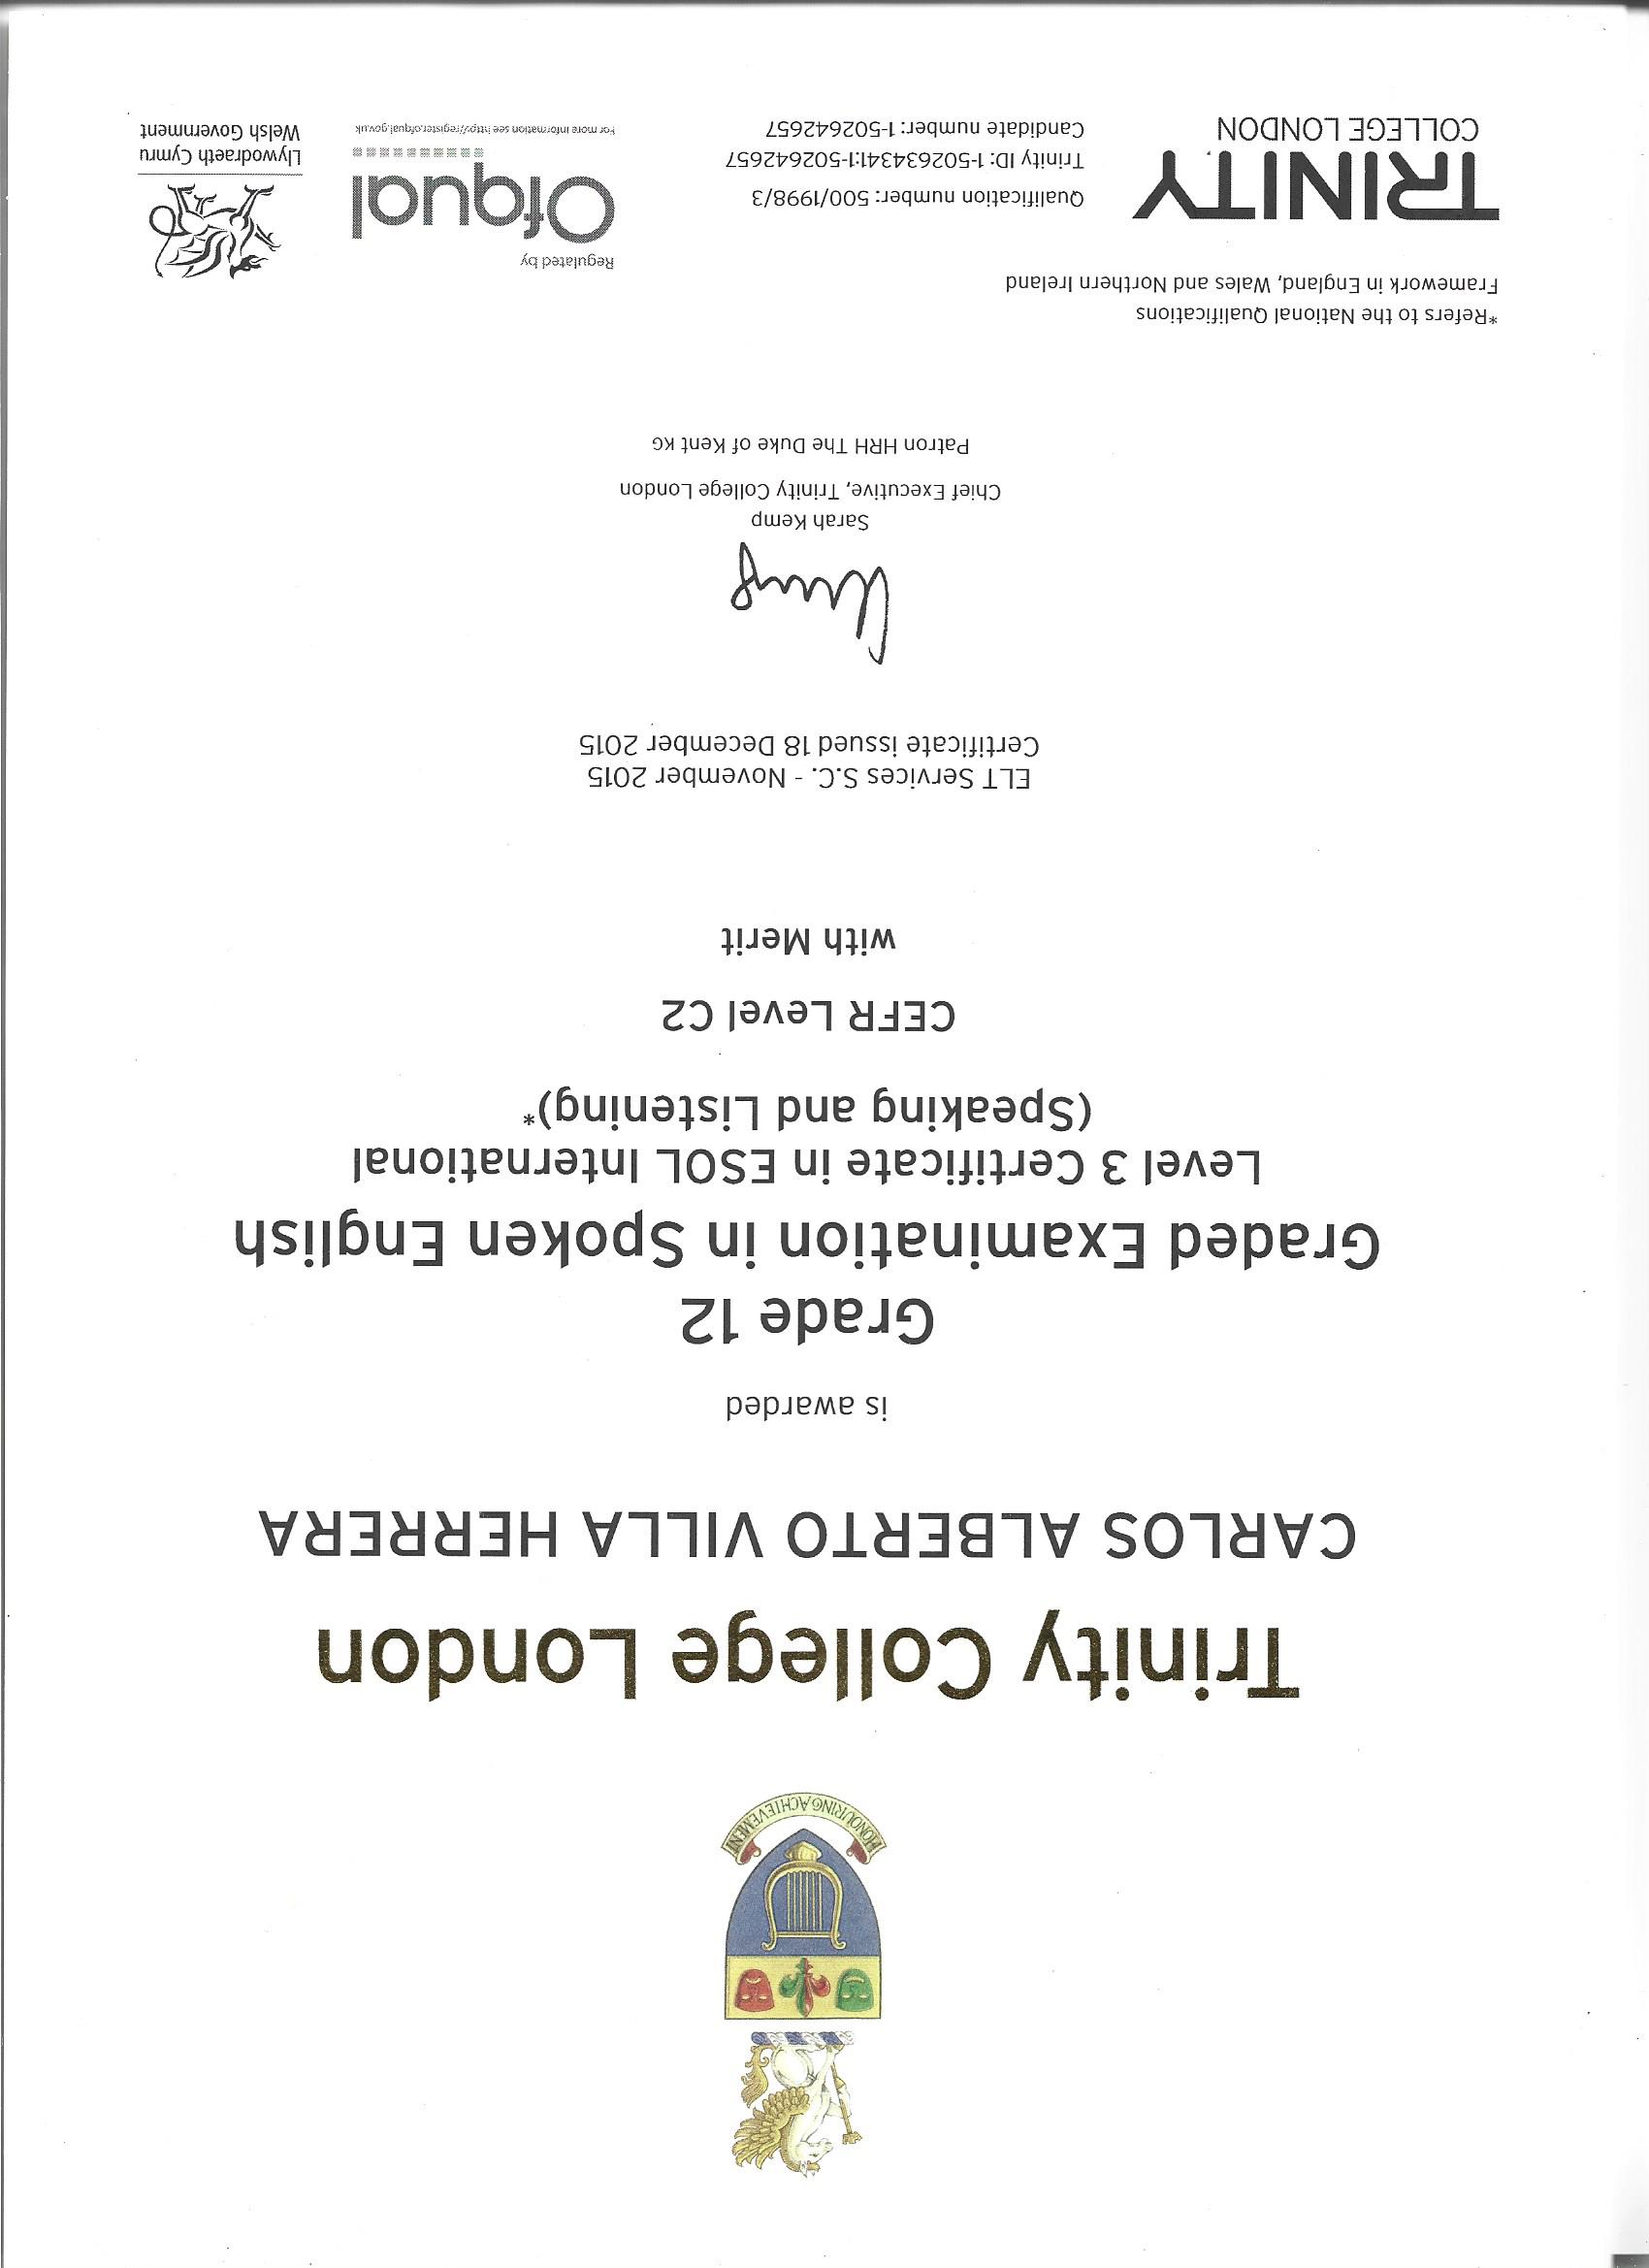 HONOURING ACHIEVEMENT
Trinity College London
CARLOS ALBERTO VILLA HERRERA
is awarded
Grade 12
Graded Examination in Spoken English
Level 3 Certificate in ESOL International
(Speaking and Listening)*
CEFR Level C2
with Merit
ELT Services S.C. - November 2015
Certificate issued 18 December 2015
Sarah Kemp
Chief Executive, Trinity College London
Patron HRH The Duke of Kent KG
*Refers to the National Qualifications
Framework in England, Wales and Northern Ireland
TRINITY
COLLEGE LONDON
Qualification number: 500/1998/3
Trinity ID: 1-502634341:1-502642657
Candidate number: 1-502642657
Regulated by
Ofqual
For more information see http://register.ofqual.gov.uk
Llywodraeth Cymru
Welsh Government